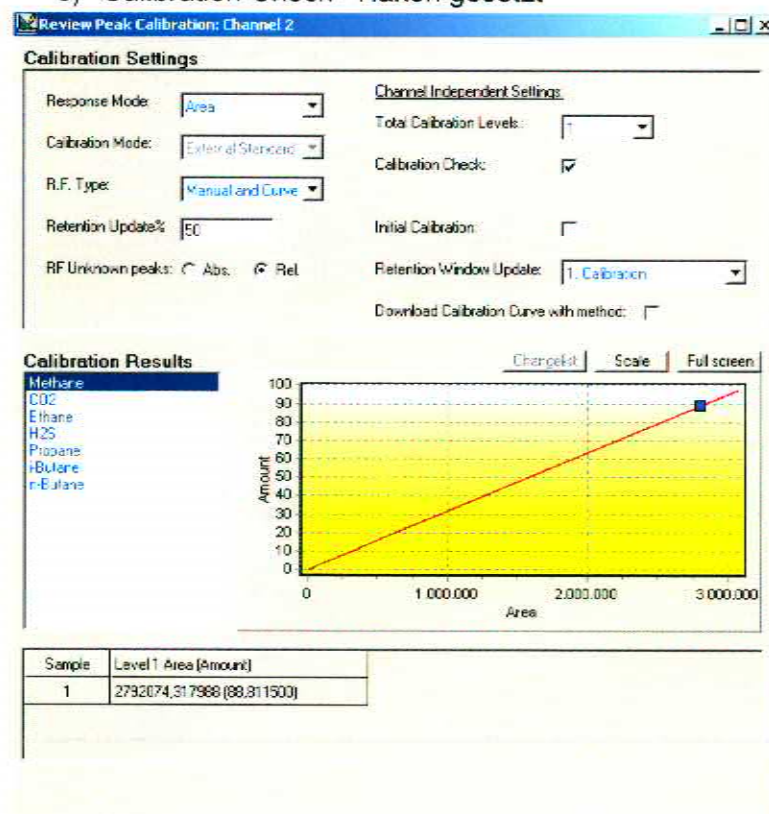 "Calibration Check" Haken gesetzt
Review Peak Calibration: Channel 2
Calibration Settings
Response Mode: Area
Calibration Mode: External Standard
R.F. Type: Manual and Curve
Retention Update% 50
RF Unknown peaks: Abs. Rel.
Channel Independent Settings
Total Calibration Levels: 1
Calibration Check:
Initial Calibration:
Retention Window Update: 1. Calibration
Download Calibration Curve with method:
Calibration Results
Changelist Scale Full screen
Methane
CO2
Ethane
H2S
Propane
i-Butane
n-Butane
Amount
100
90
80
70
60
50
40
30
20
10
0
0 1.000.000 2.000.000 3.000.000
Area
Sample Level 1 Area (Amount)
1 2792074,317988 (88,811500)